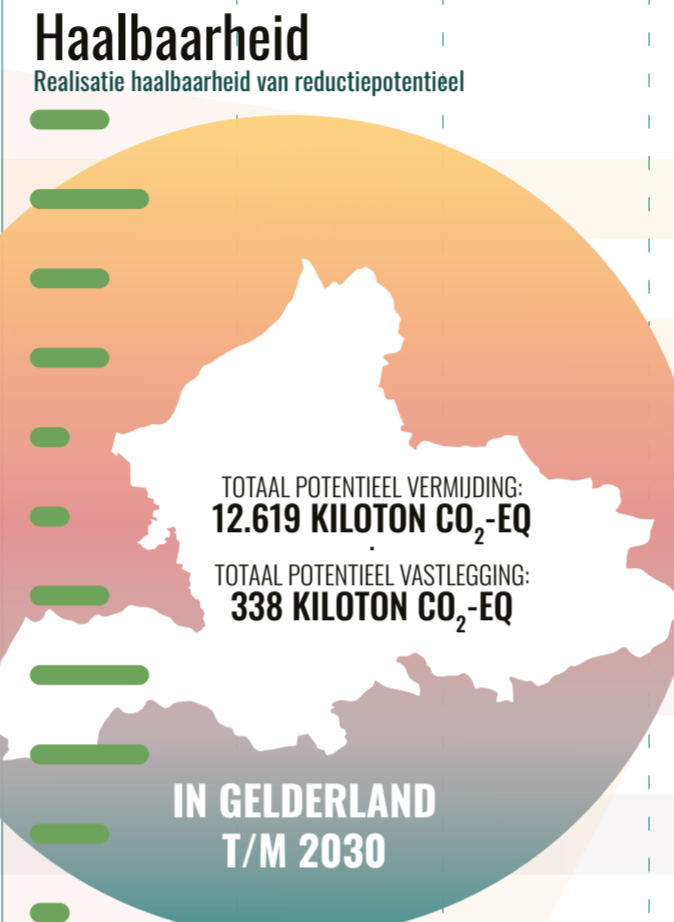 Haalbaarheid
Realisatie haalbaarheid van reductiepotentieel
TOTAAL POTENTIEEL VERMIJDING:
12.619 KILOTON CO₂-EQ
·
TOTAAL POTENTIEEL VASTLEGGING:
338 KILOTON CO₂-EQ
IN GELDERLAND
T/M 2030